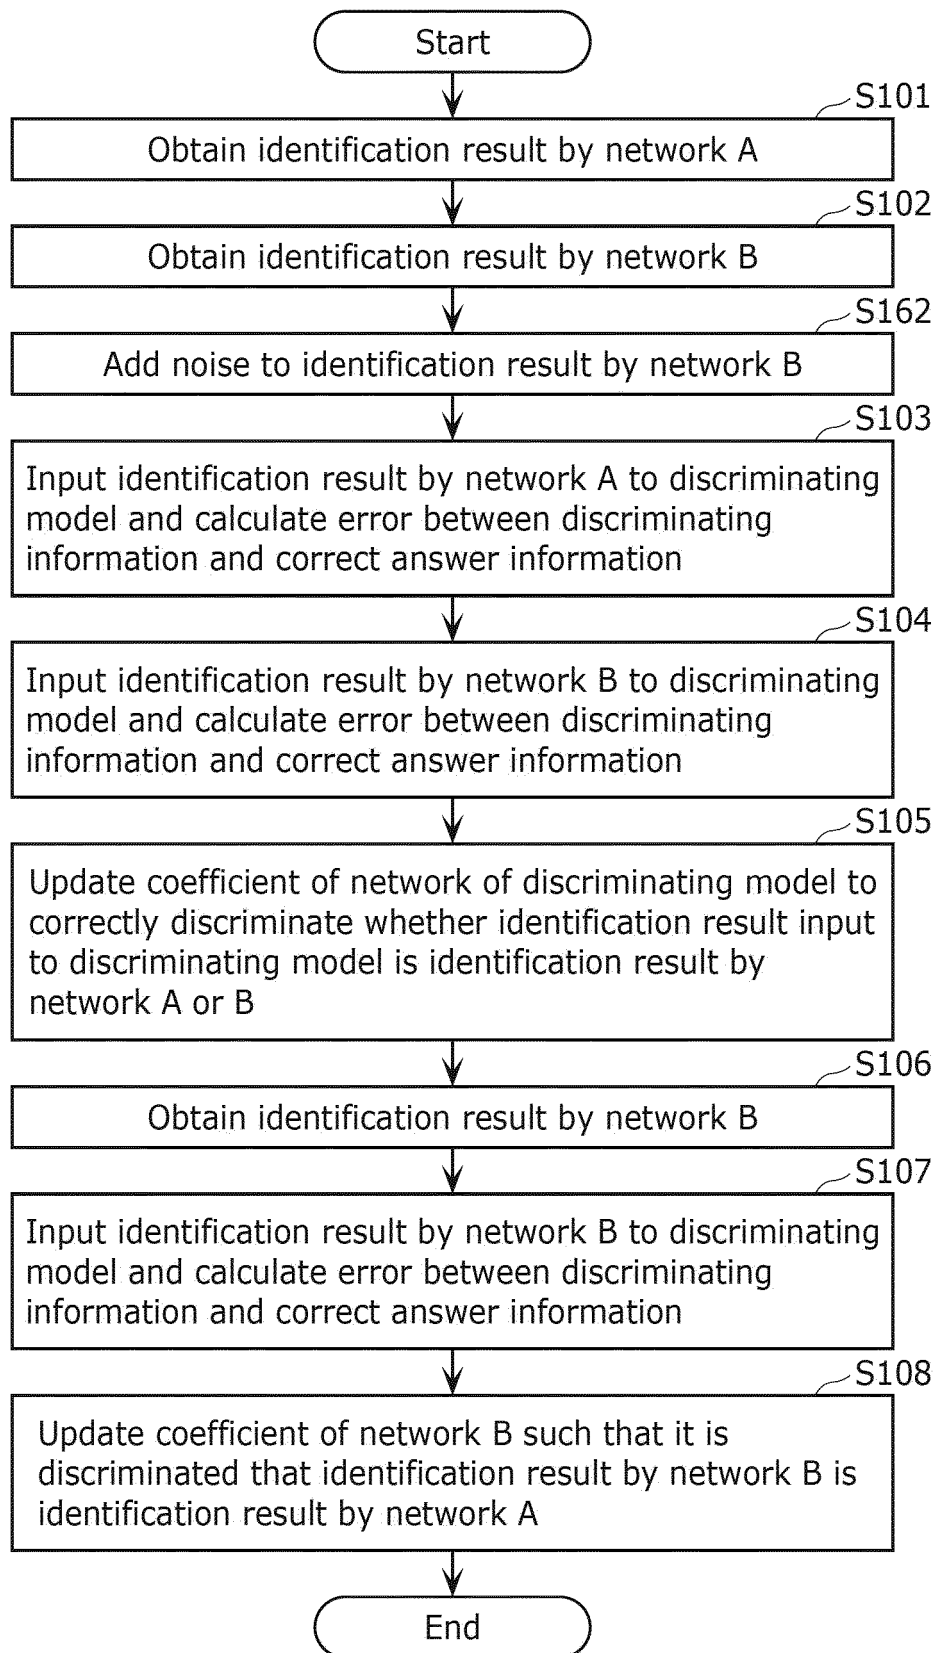 Start
S101
Obtain identification result by network A
S102
Obtain identification result by network B
S162
Add noise to identification result by network B
S103
Input identification result by network A to discriminating
model and calculate error between discriminating
information and correct answer information
S104
Input identification result by network B to discriminating
model and calculate error between discriminating
information and correct answer information
S105
Update coefficient of network of discriminating model to
correctly discriminate whether identification result input
to discriminating model is identification result by
network A or B
S106
Obtain identification result by network B
S107
Input identification result by network B to discriminating
model and calculate error between discriminating
information and correct answer information
S108
Update coefficient of network B such that it is
discriminated that identification result by network B is
identification result by network A
End